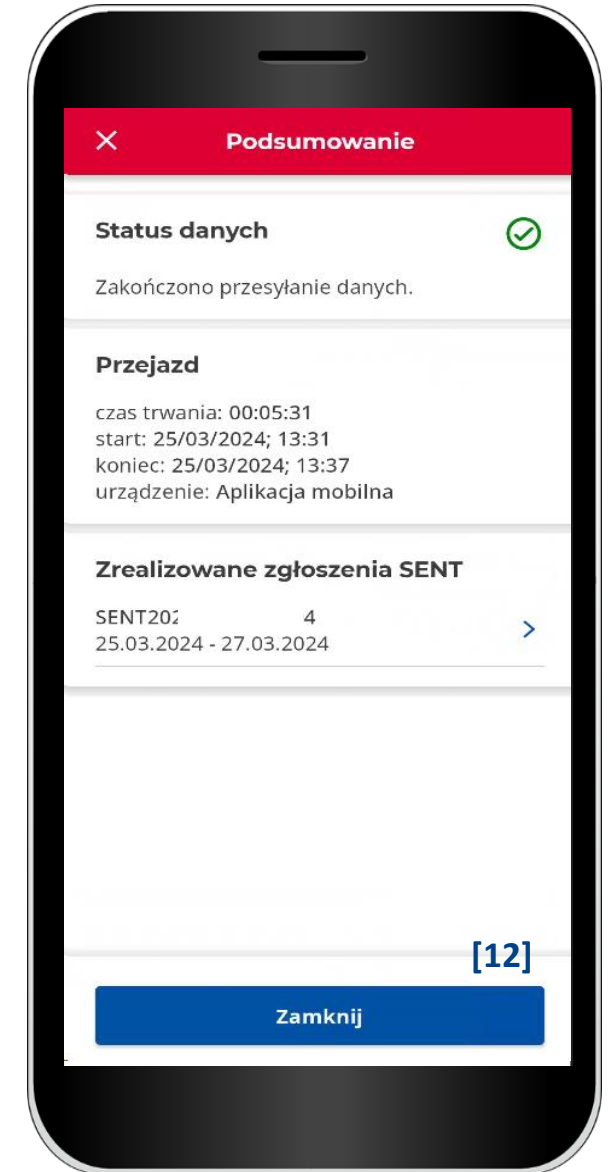 Podsumowanie
Status danych
Zakończono przesyłanie danych.
Przejazd
czas trwania: 00:05:31
start: 25/03/2024; 13:31
koniec: 25/03/2024; 13:37
urządzenie: Aplikacja mobilna
Zrealizowane zgłoszenia SENT
SENT202 4
25.03.2024 - 27.03.2024
[12]
Zamknij